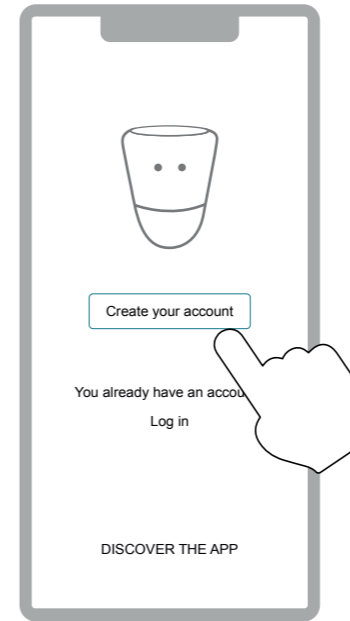 Create your account
You already have an accou
Log in
DISCOVER THE APP